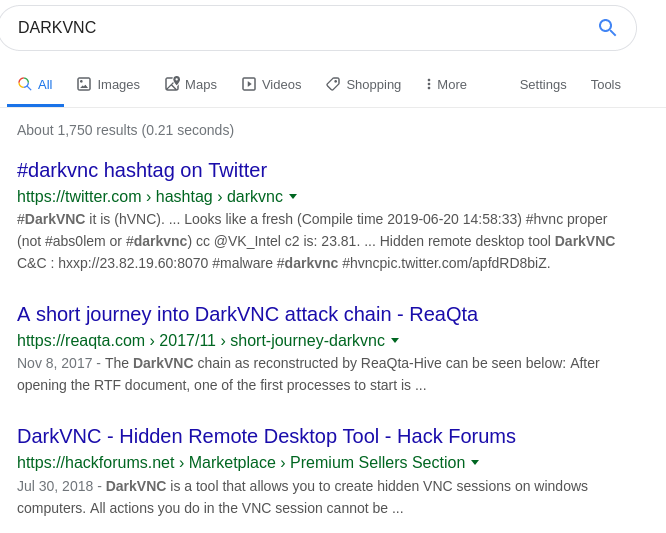 DARKVNC
All Images Maps Videos Shopping More Settings Tools
About 1,750 results (0.21 seconds)
#darkvnc hashtag on Twitter
https://twitter.com › hashtag › darkvnc
#DarkVNC it is (hVNC). ... Looks like a fresh (Compile time 2019-06-20 14:58:33) #hvnc proper
(not #abs0lem or #darkvnc) cc @VK_Intel c2 is: 23.81. ... Hidden remote desktop tool DarkVNC
C&C : hxxp://23.82.19.60:8070 #malware #darkvnc #hvncpic.twitter.com/apfdRD8biZ.
A short journey into DarkVNC attack chain - ReaQta
https://reaqta.com › 2017/11 › short-journey-darkvnc
Nov 8, 2017 - The DarkVNC chain as reconstructed by ReaQta-Hive can be seen below: After
opening the RTF document, one of the first processes to start is ...
DarkVNC - Hidden Remote Desktop Tool - Hack Forums
https://hackforums.net › Marketplace › Premium Sellers Section
Jul 30, 2018 - DarkVNC is a tool that allows you to create hidden VNC sessions on windows
computers. All actions you do in the VNC session cannot be ...